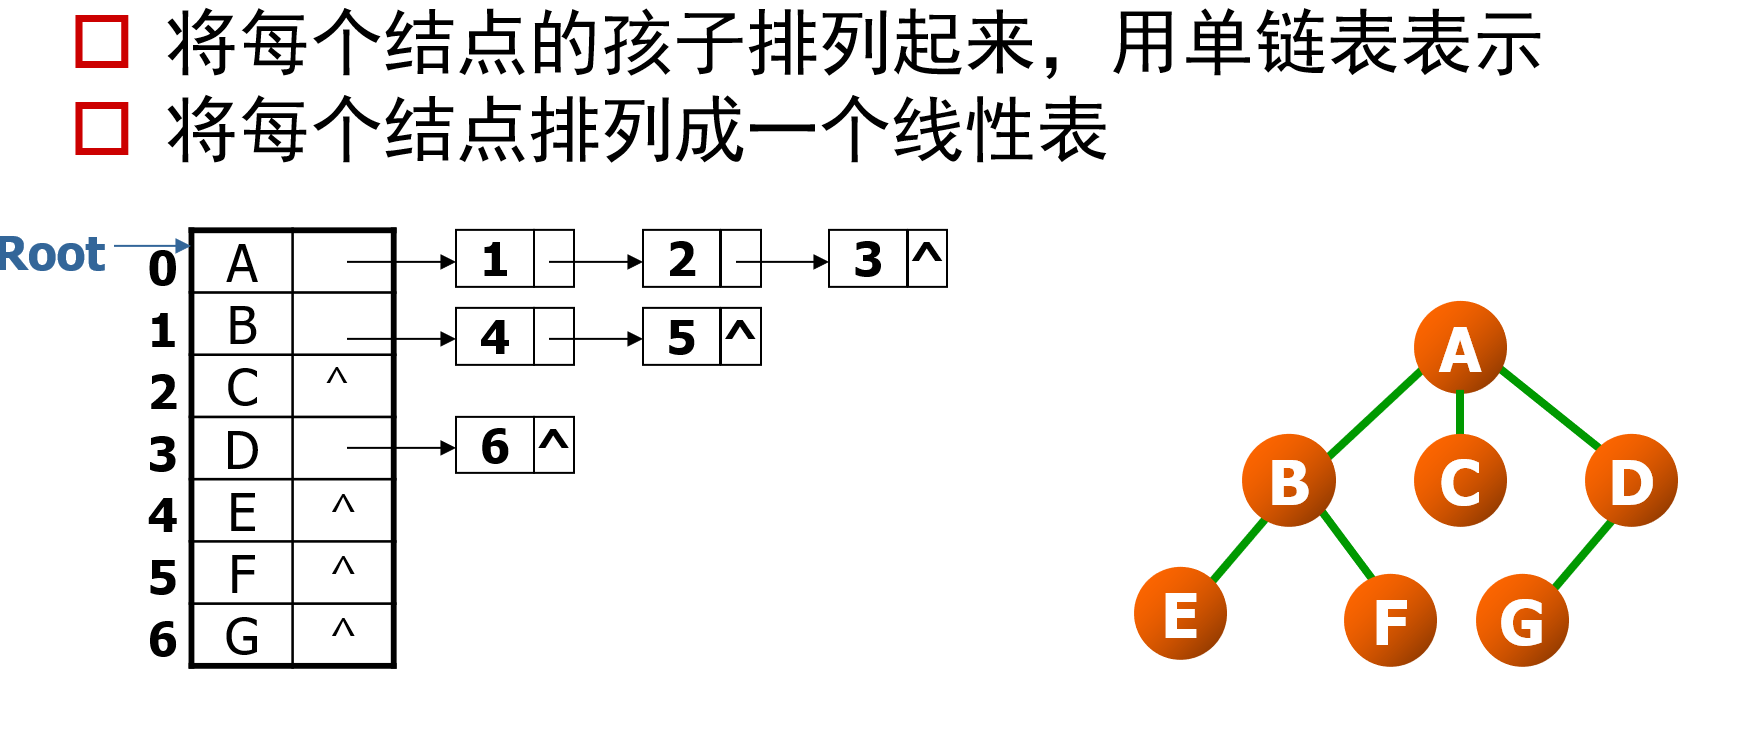 将每个结点的孩子排列起来，用单链表表示
将每个结点排列成一个线性表
Root
0 A 1 2 3 ^
1 B 4 5 ^
2 C ^
3 D 6 ^
4 E ^
5 F ^
6 G ^
A
B C D
E F G